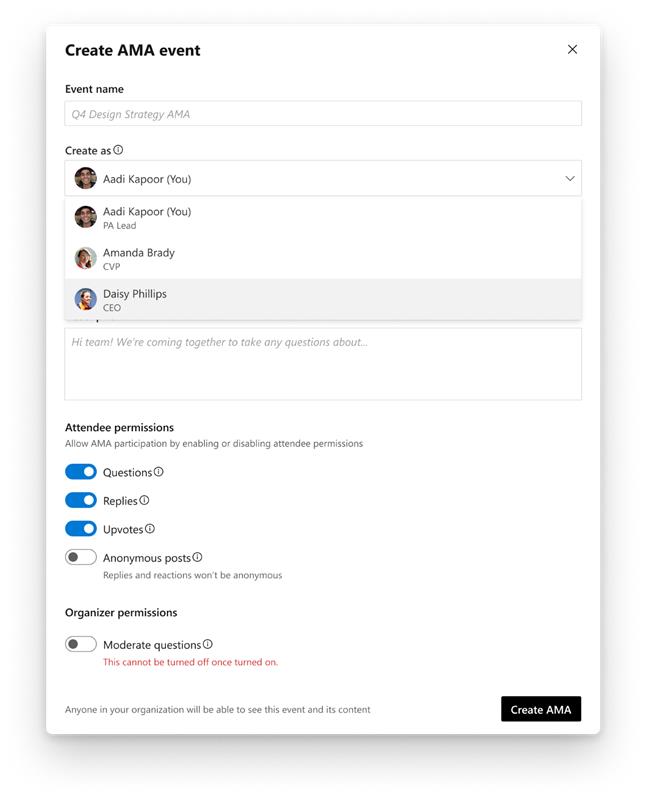 Create AMA event
Event name
Q4 Design Strategy AMA
Create as
Aadi Kapoor (You)
Aadi Kapoor (You)
PA Lead
Amanda Brady
CVP
Daisy Phillips
CEO
Hi team! We're coming together to take any questions about...
Attendee permissions
Allow AMA participation by enabling or disabling attendee permissions
Questions
Replies
Upvotes
Anonymous posts
Replies and reactions won't be anonymous
Organizer permissions
Moderate questions
This cannot be turned off once turned on.
Anyone in your organization will be able to see this event and its content
Create AMA